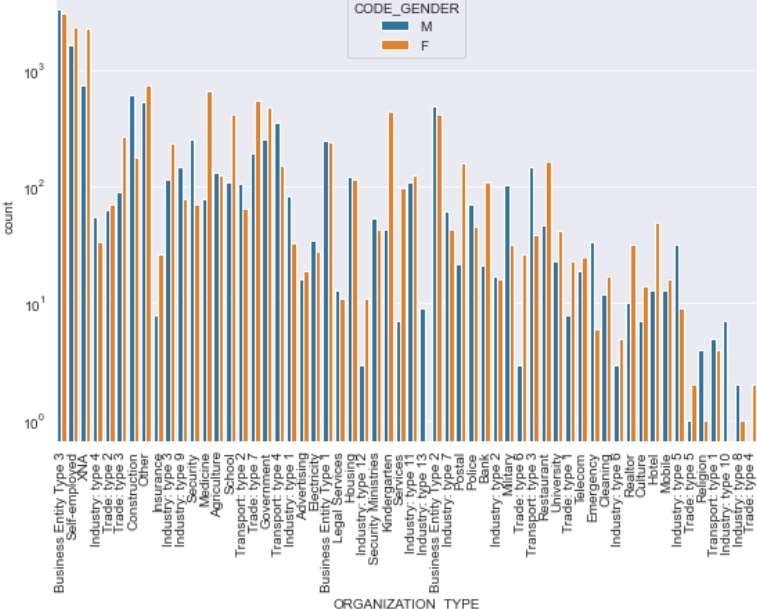 CODE_GENDER
M
F
10³
10²
10¹
10⁰
count
Business Entity Type 3
Self-employed
XNA
Industry: type 4
Trade: type 2
Trade: type 3
Construction
Other
Insurance
Industry: type 3
Industry: type 9
Security
Medicine
Agriculture
School
Transport: type 2
Trade: type 7
Government
Transport: type 4
Industry: type 1
Advertising
Electricity
Business Entity Type 1
Legal Services
Housing
Industry: type 12
Security Ministries
Kindergarten
Services
Industry: type 11
Industry: type 13
Business Entity Type 2
Industry: type 7
Postal
Police
Bank
Industry: type 2
Military
Trade: type 6
Transport: type 3
Restaurant
University
Trade: type 1
Telecom
Emergency
Cleaning
Industry: type 6
Realtor
Culture
Hotel
Mobile
Industry: type 5
Trade: type 5
Religion
Transport: type 1
Industry: type 10
Industry: type 8
Trade: type 4
ORGANIZATION_TYPE